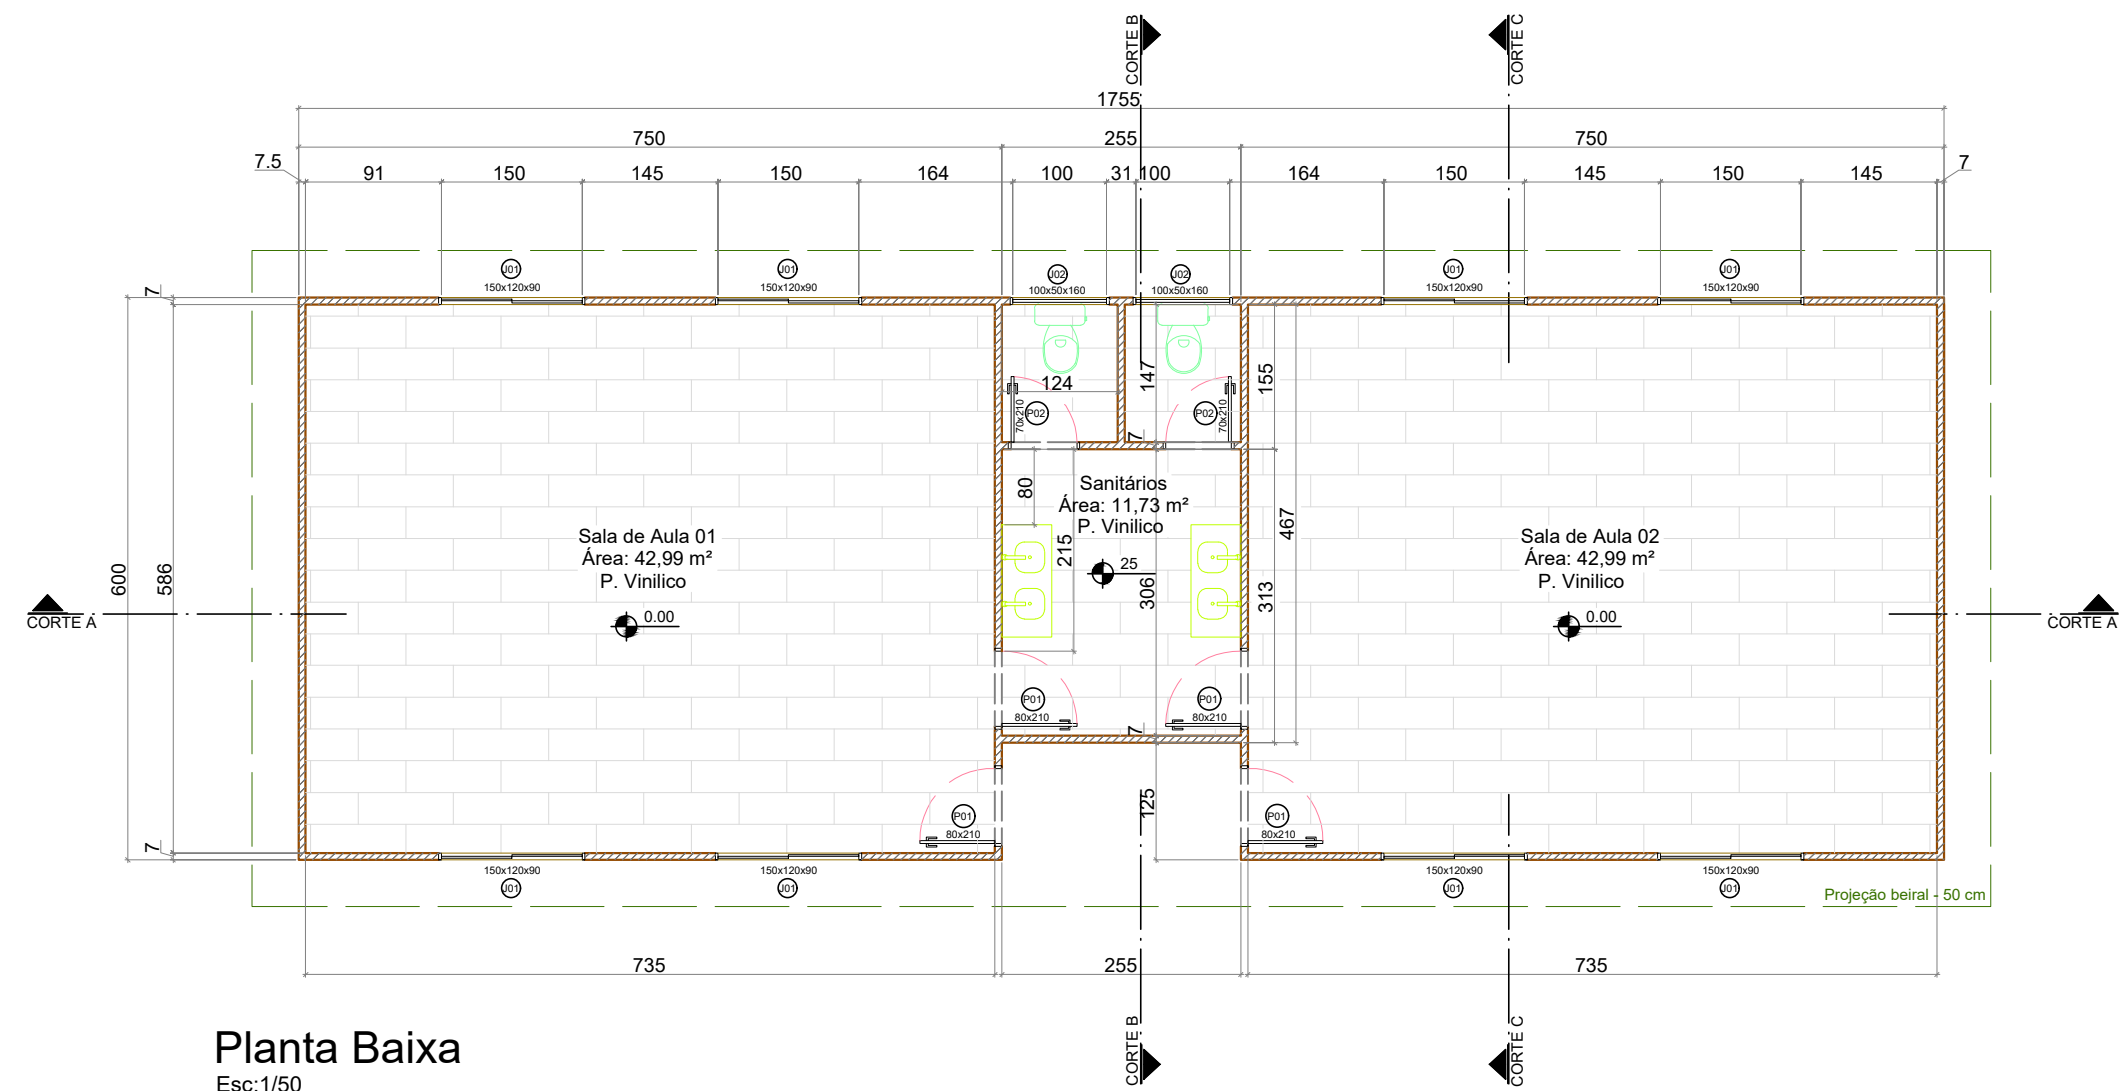 CORTE B
CORTE C
1755
750
255
750
7.5
91
150
145
150
164
100
31
100
164
150
145
150
145
7
J01
150x120x90
J01
150x120x90
J02
100x50x160
J02
100x50x160
J01
150x120x90
J01
150x120x90
7
600
586
7
124
147
155
P02
70x210
P02
70x210
7
80
Sanitários
Área: 11,73 m²
P. Vinilico
215
25
306
467
313
Sala de Aula 01
Área: 42,99 m²
P. Vinilico
0.00
Sala de Aula 02
Área: 42,99 m²
P. Vinilico
0.00
CORTE A
CORTE A
P01
80x210
P01
80x210
7
P01
80x210
125
P01
80x210
150x120x90
J01
150x120x90
J01
150x120x90
J01
150x120x90
J01
Projeção beiral - 50 cm
735
255
735
CORTE B
CORTE C
Planta Baixa
Esc:1/50